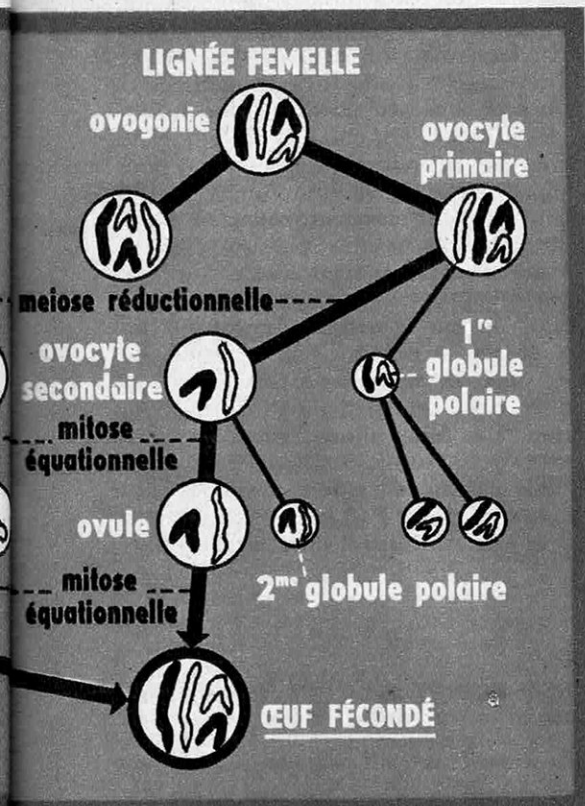 LIGNÉE FEMELLE
ovogonie
ovocyte
primaire
meiose réductionnelle
ovocyte
secondaire
1re
globule
polaire
mitose
équationnelle
ovule
2me globule polaire
mitose
équationnelle
ŒUF FÉCONDÉ